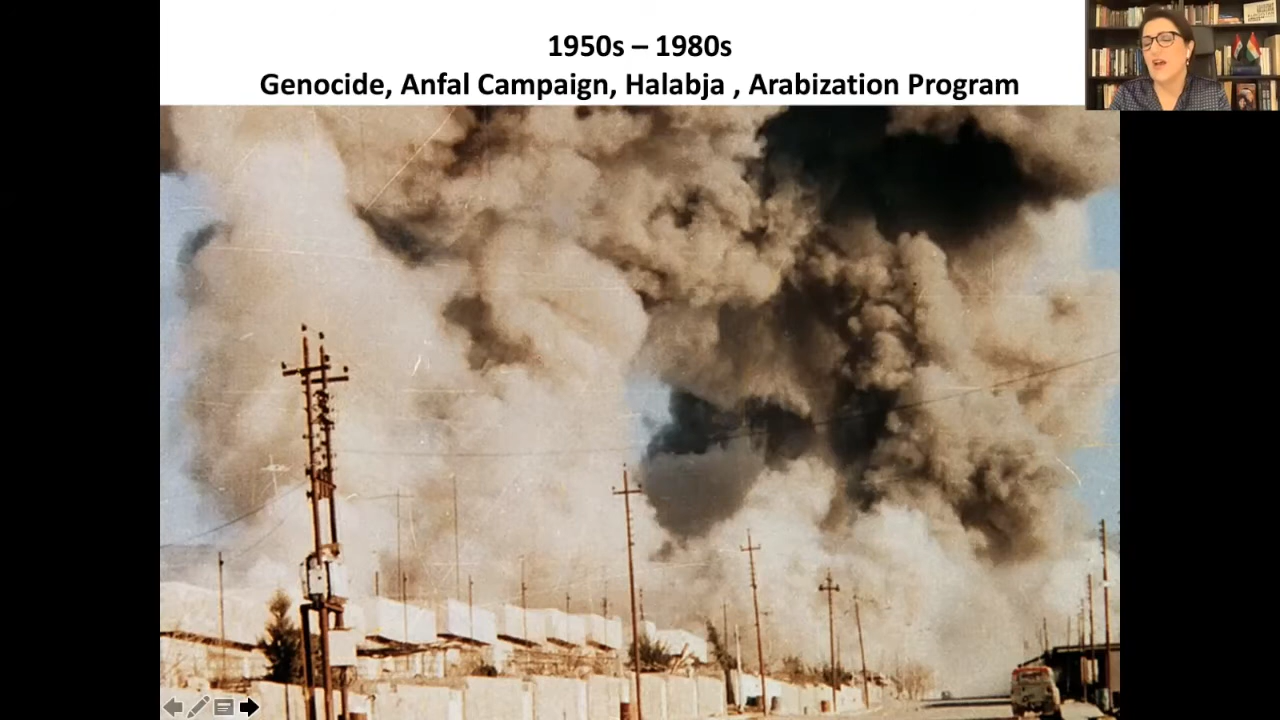 1950s – 1980s
Genocide, Anfal Campaign, Halabja , Arabization Program